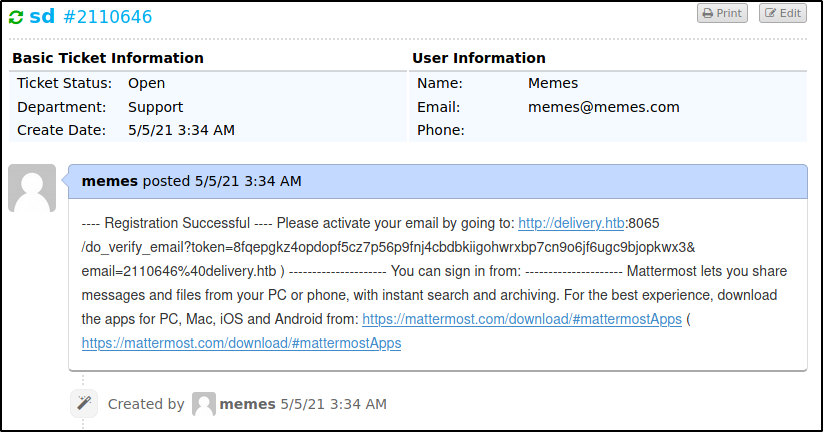 sd #2110646
Print
Edit
Basic Ticket Information
User Information
Ticket Status: Open
Name: Memes
Department: Support
Email: memes@memes.com
Create Date: 5/5/21 3:34 AM
Phone:
memes posted 5/5/21 3:34 AM
---- Registration Successful ---- Please activate your email by going to: http://delivery.htb:8065
/do_verify_email?token=8fqepgkz4opdopf5cz7p56p9fnj4cbdbkiigohwrxbp7cn9o6jf6ugc9bjopkwx3&
email=2110646%40delivery.htb ) --------------------- You can sign in from: --------------------- Mattermost lets you share
messages and files from your PC or phone, with instant search and archiving. For the best experience, download
the apps for PC, Mac, iOS and Android from: https://mattermost.com/download/#mattermostApps (
https://mattermost.com/download/#mattermostApps
Created by memes 5/5/21 3:34 AM